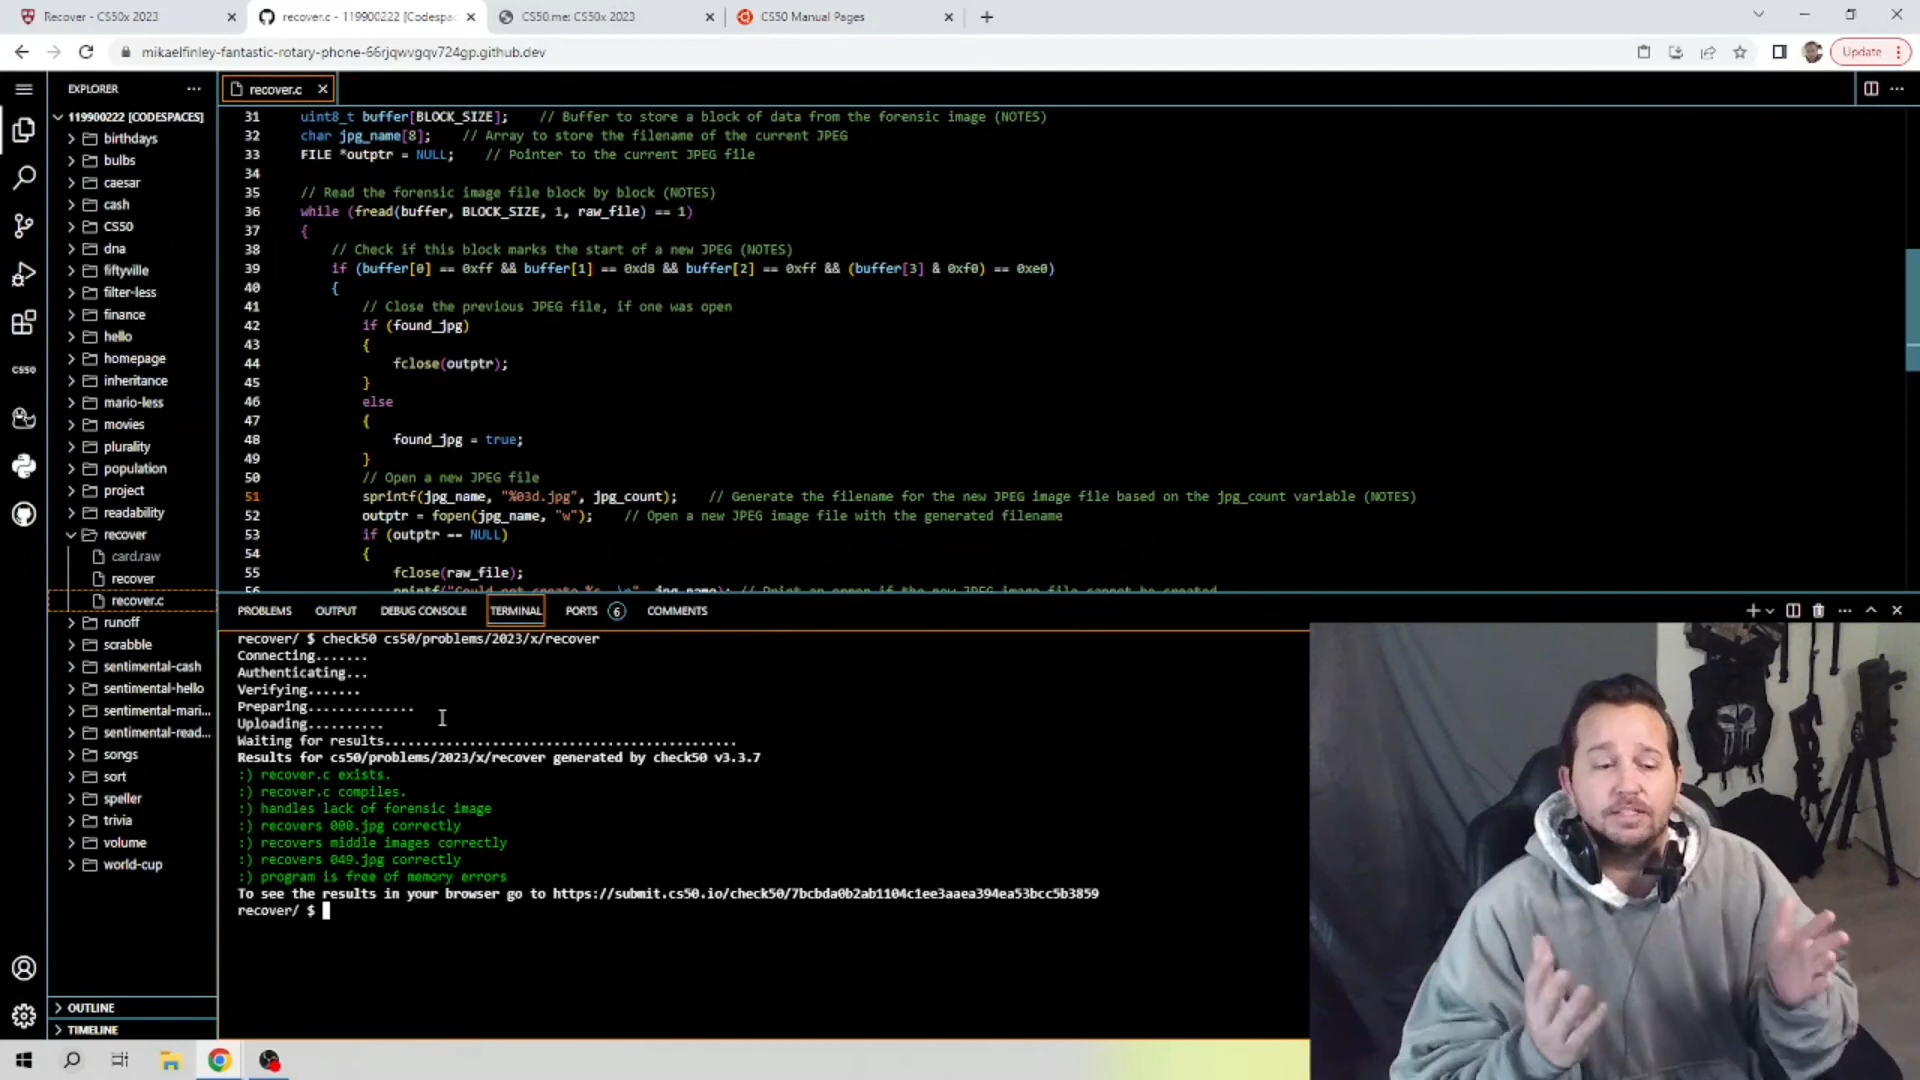 Recover - CS50x 2023
recover.c - 119900222 [Codespac
CS50.me: CS50x 2023
CS50 Manual Pages
mikaelfinley-fantastic-rotary-phone-66rjqwvgqv724gp.github.dev
Update
EXPLORER
recover.c
119900222 [CODESPACES]
birthdays
bulbs
caesar
cash
CS50
dna
fiftyville
filter-less
finance
hello
homepage
inheritance
mario-less
movies
plurality
population
project
readability
recover
card.raw
recover
recover.c
runoff
scrabble
sentimental-cash
sentimental-hello
sentimental-mari...
sentimental-read...
songs
sort
speller
trivia
volume
world-cup
OUTLINE
TIMELINE
CS50
31 uint8_t buffer[BLOCK_SIZE]; // Buffer to store a block of data from the forensic image (NOTES)
32 char jpg_name[8]; // Array to store the filename of the current JPEG
33 FILE *outptr = NULL; // Pointer to the current JPEG file
34
35 // Read the forensic image file block by block (NOTES)
36 while (fread(buffer, BLOCK_SIZE, 1, raw_file) == 1)
37 {
38 // Check if this block marks the start of a new JPEG (NOTES)
39 if (buffer[0] == 0xff && buffer[1] == 0xd8 && buffer[2] == 0xff && (buffer[3] & 0xf0) == 0xe0)
40 {
41 // Close the previous JPEG file, if one was open
42 if (found_jpg)
43 {
44 fclose(outptr);
45 }
46 else
47 {
48 found_jpg = true;
49 }
50 // Open a new JPEG file
51 sprintf(jpg_name, "%03d.jpg", jpg_count); // Generate the filename for the new JPEG image file based on the jpg_count variable (NOTES)
52 outptr = fopen(jpg_name, "w"); // Open a new JPEG image file with the generated filename
53 if (outptr == NULL)
54 {
55 fclose(raw_file);
PROBLEMS OUTPUT DEBUG CONSOLE TERMINAL PORTS 6 COMMENTS
recover/ $ check50 cs50/problems/2023/x/recover
Connecting.......
Authenticating...
Verifying.......
Preparing..............
Uploading..........
Waiting for results..............................................
Results for cs50/problems/2023/x/recover generated by check50 v3.3.7
:) recover.c exists.
:) recover.c compiles.
:) handles lack of forensic image
:) recovers 000.jpg correctly
:) recovers middle images correctly
:) recovers 049.jpg correctly
:) program is free of memory errors
To see the results in your browser go to https://submit.cs50.io/check50/7bcbda0b2ab1104c1ee3aaea394ea53bcc5b3859
recover/ $